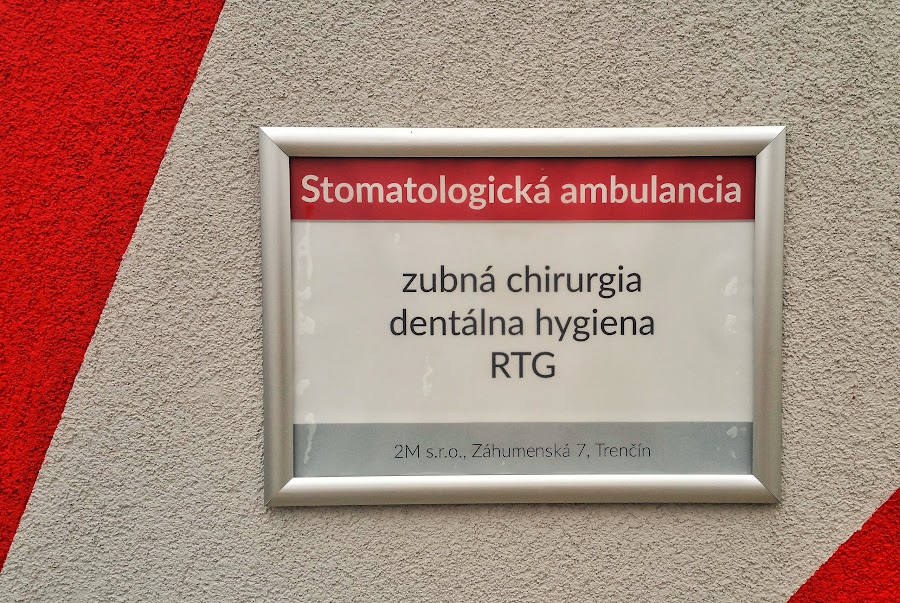 Stomatologická ambulancia
zubná chirurgia
dentálna hygiena
RTG
2M s.r.o., Záhumenská 7, Trenčín